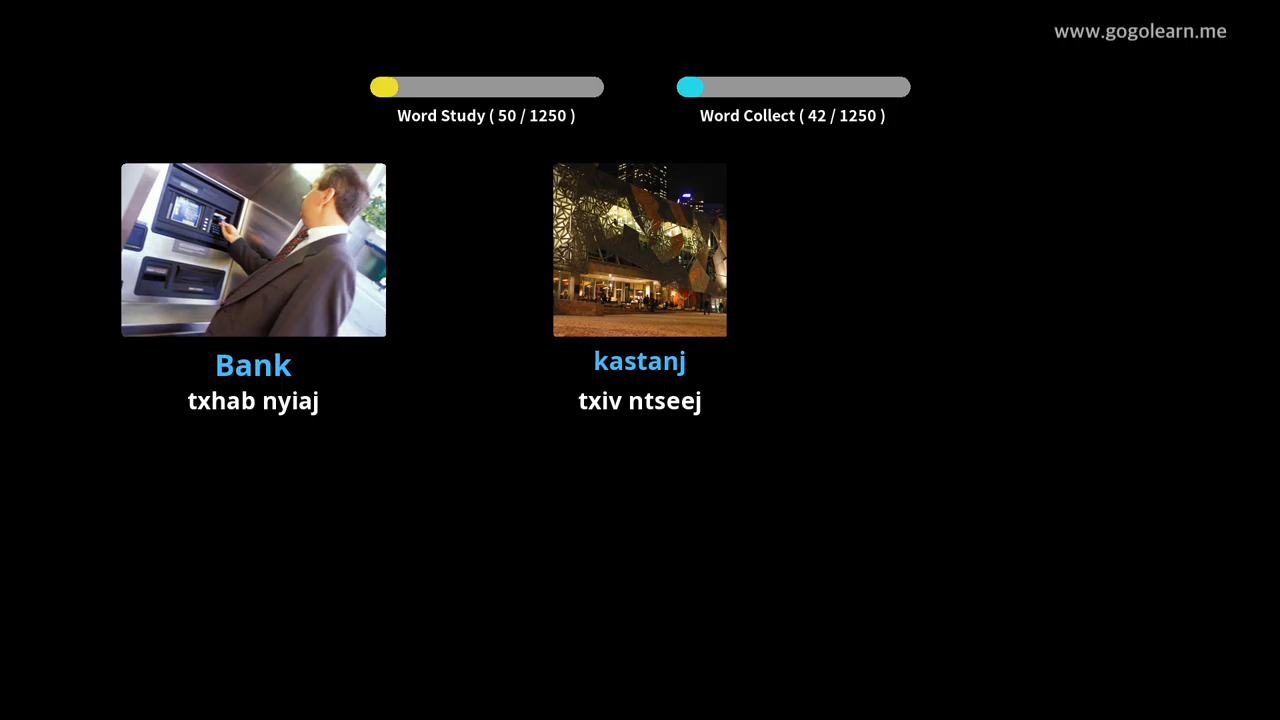 www.gogolearn.me
Word Study ( 50 / 1250 )
Word Collect ( 42 / 1250 )
Bank
txhab nyiaj
kastanj
txiv ntseej